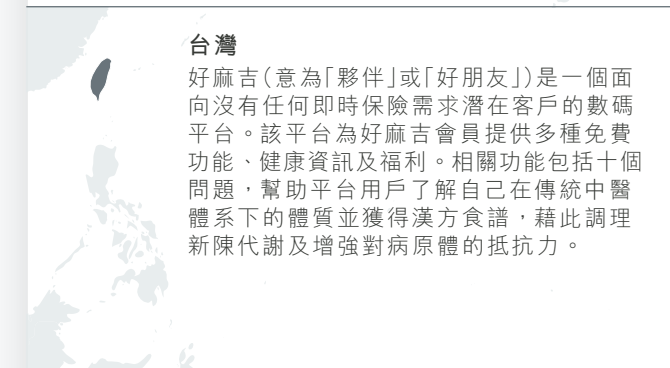 台灣
好麻吉(意為「夥伴」或「好朋友」)是一個面
向沒有任何即時保險需求潛在客戶的數碼
平台。該平台為好麻吉會員提供多種免費
功能、健康資訊及福利。相關功能包括十個
問題，幫助平台用戶了解自己在傳統中醫
體系下的體質並獲得漢方食譜，藉此調理
新陳代謝及增強對病原體的抵抗力。